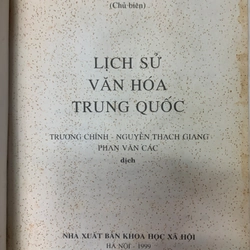 (Chủ biên)
LỊCH SỬ
VĂN HÓA
TRUNG QUỐC
TRƯƠNG CHÍNH - NGUYỄN THẠCH GIANG
PHAN VĂN CÁC
dịch
NHÀ XUẤT BẢN KHOA HỌC XÃ HỘI
HÀ NỘI - 1999